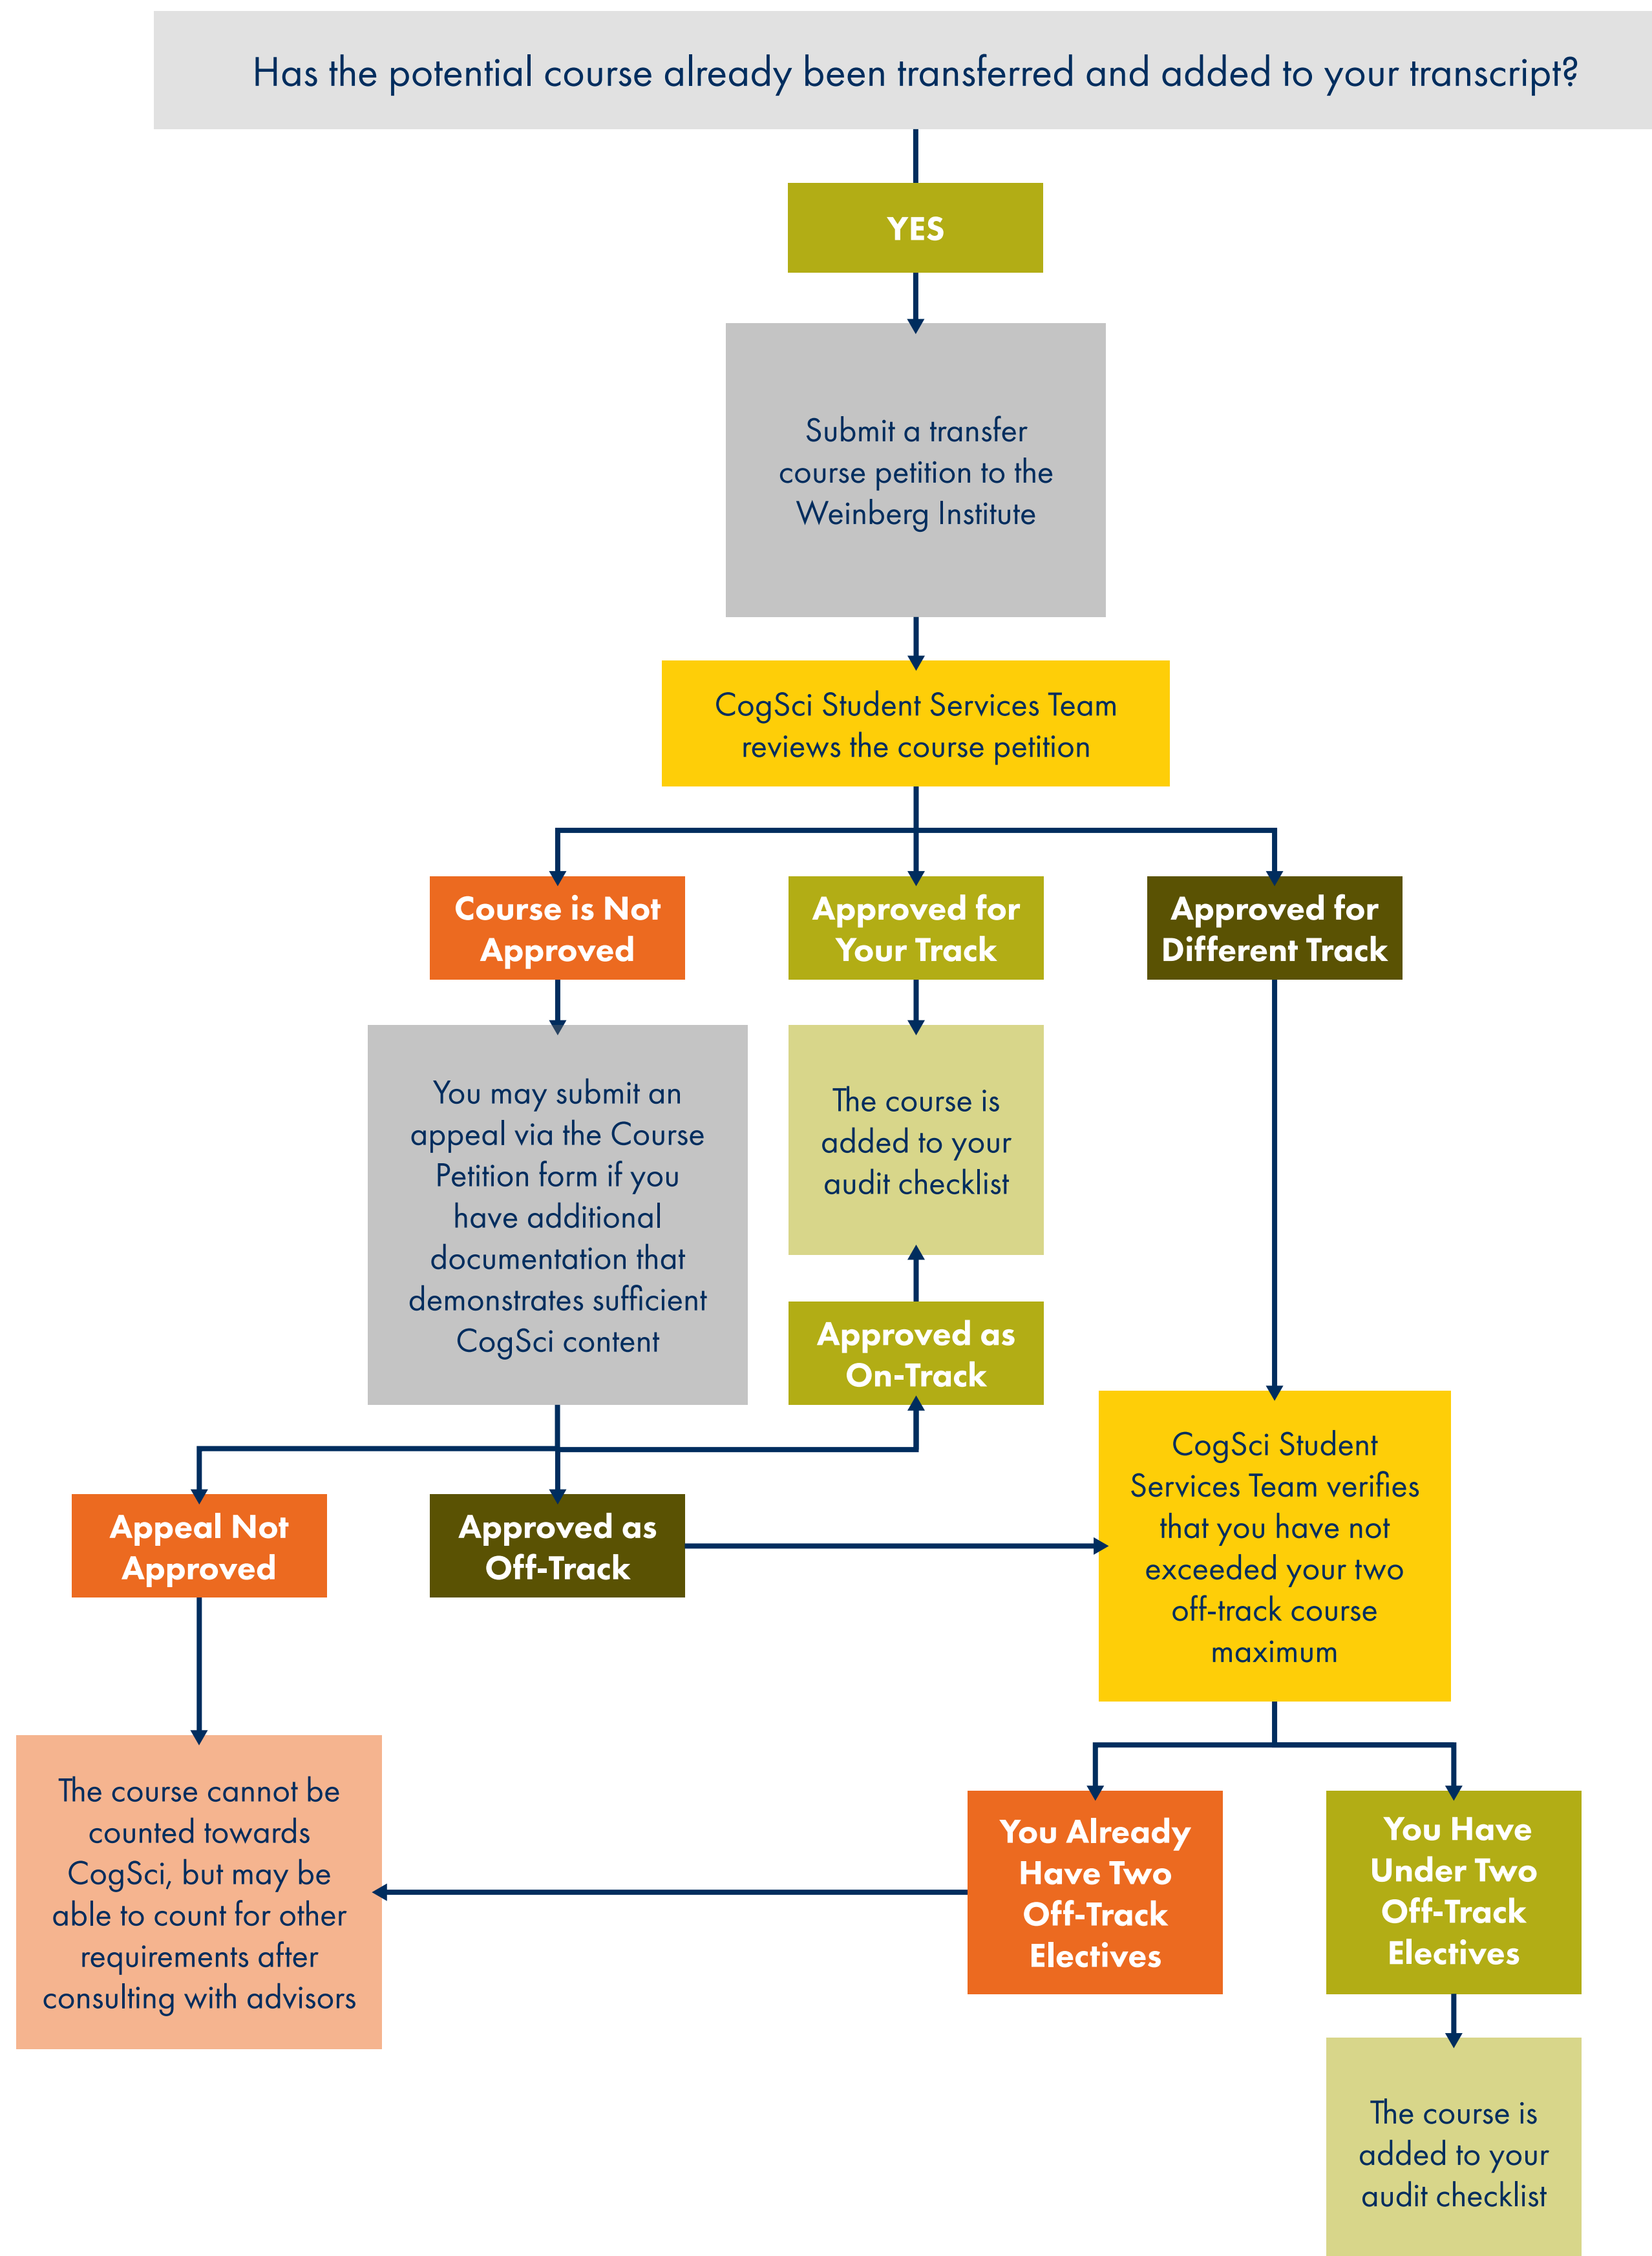 Has the potential course already been transferred and added to your transcript?
YES
Submit a transfer
course petition to the
Weinberg Institute
CogSci Student Services Team
reviews the course petition
Course is Not
Approved
Approved for
Your Track
Approved for
Different Track
You may submit an
appeal via the Course
Petition form if you
have additional
documentation that
demonstrates sufficient
CogSci content
The course is
added to your
audit checklist
Approved as
On-Track
Appeal Not
Approved
Approved as
Off-Track
CogSci Student
Services Team verifies
that you have not
exceeded your two
off-track course
maximum
The course cannot be
counted towards
CogSci, but may be
able to count for other
requirements after
consulting with advisors
You Already
Have Two
Off-Track
Electives
You Have
Under Two
Off-Track
Electives
The course is
added to your
audit checklist